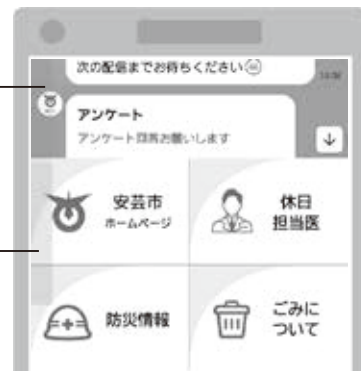 次の配信までお待ちください
アンケート
アンケート回答お願いします
安芸市
ホームページ
休日
担当医
防災情報
ごみに
ついて